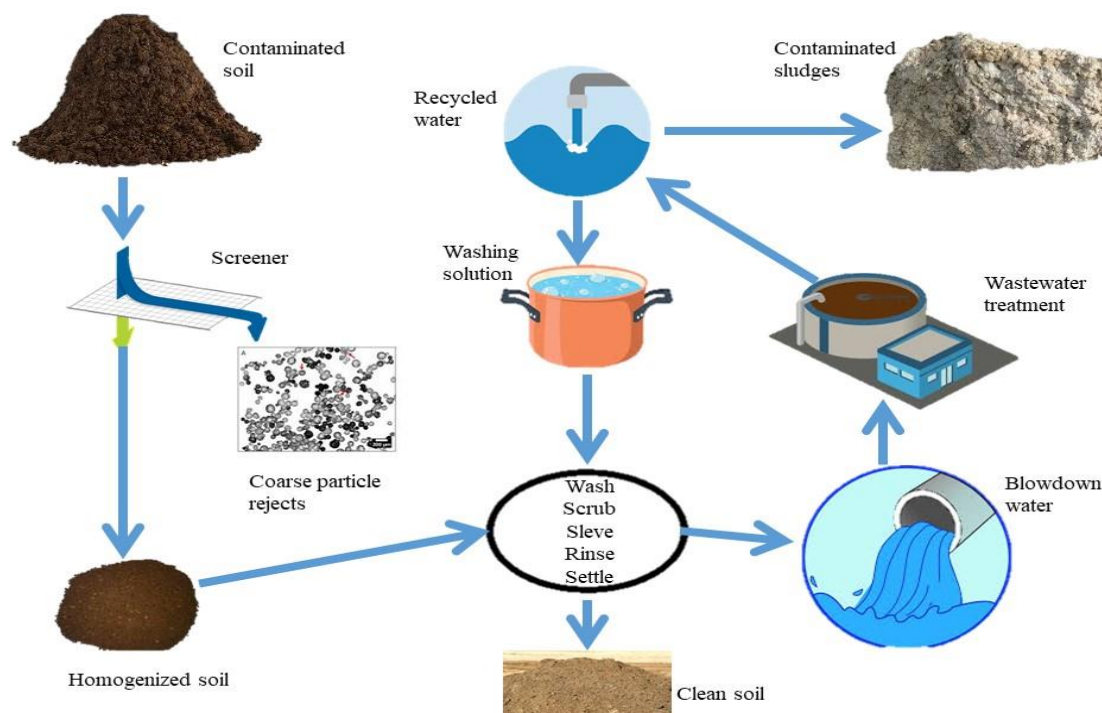 Contaminated
soil
Contaminated
sludges
Recycled
water
Screener
Washing
solution
Wastewater
treatment
A
Coarse particle
rejects
Wash
Scrub
Sleve
Rinse
Settle
Blowdown
water
Homogenized soil
Clean soil